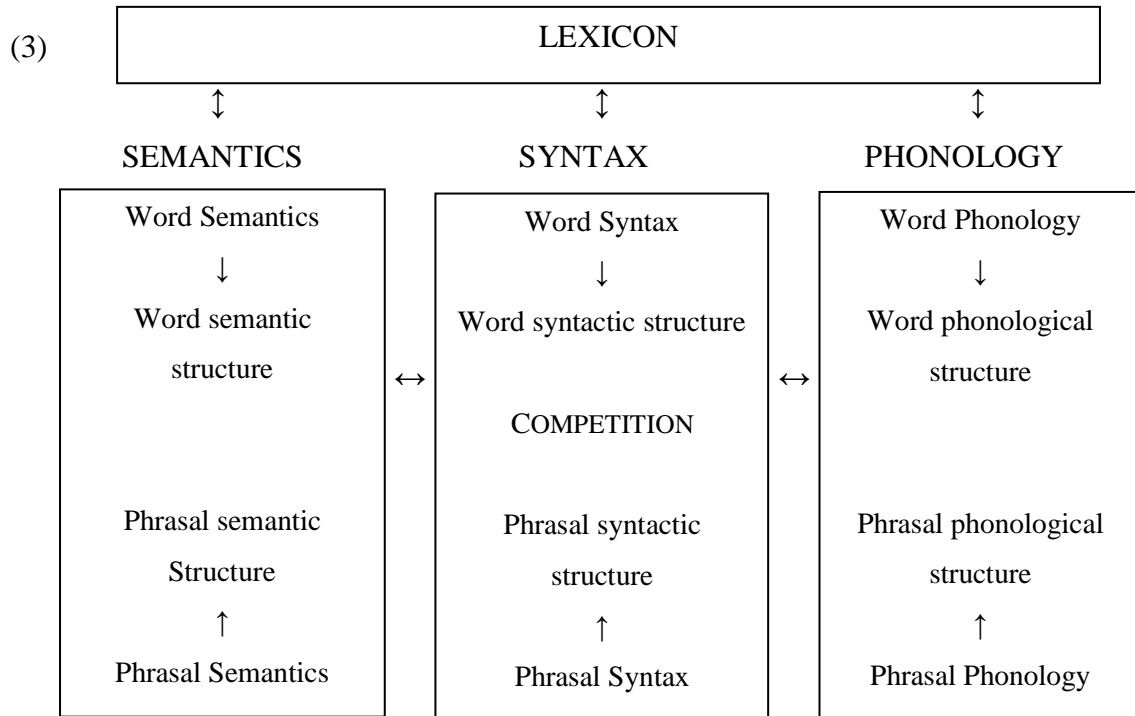 (3)
LEXICON
↕ ↕ ↕
SEMANTICS SYNTAX PHONOLOGY
Word Semantics
↓
Word semantic
structure
Phrasal semantic
Structure
↑
Phrasal Semantics
↔
Word Syntax
↓
Word syntactic structure
COMPETITION
Phrasal syntactic
structure
↑
Phrasal Syntax
↔
Word Phonology
↓
Word phonological
structure
Phrasal phonological
structure
↑
Phrasal Phonology